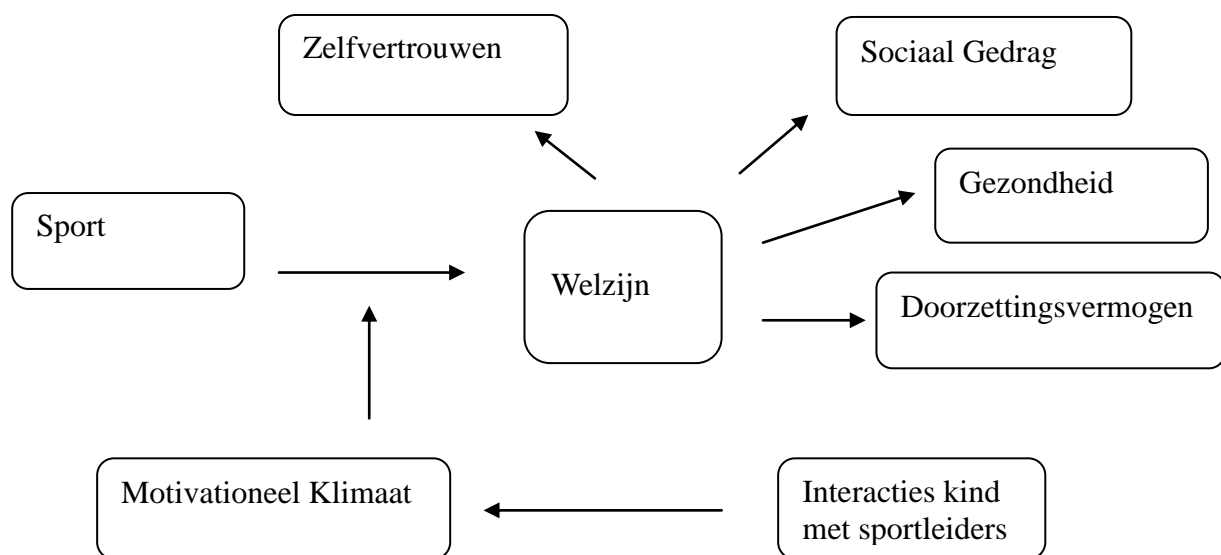 Zelfvertrouwen
Sociaal Gedrag
Gezondheid
Sport
Welzijn
Doorzettingsvermogen
Motivationeel Klimaat
Interacties kind
met sportleiders